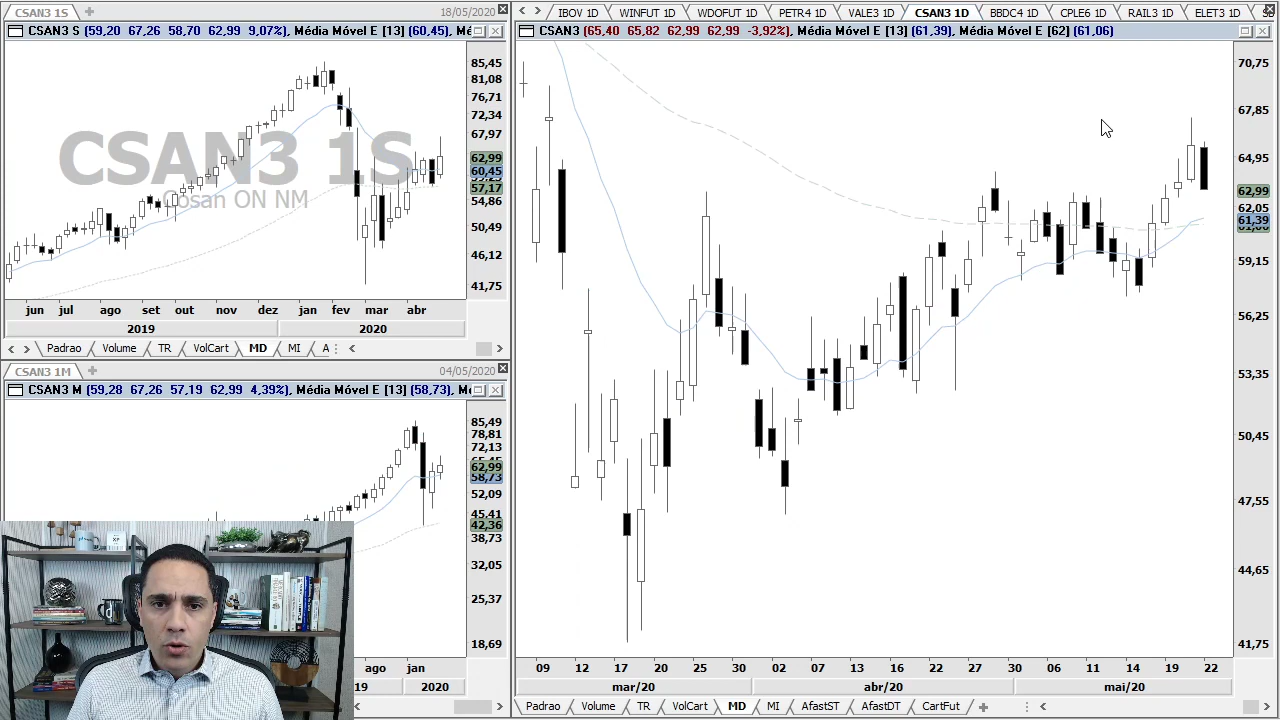 CSAN3 1S
18/05/2020
CSAN3 S (59,20 67,26 58,70 62,99 9,07%), Média Móvel E [13] (60,45), Mé
85,45
81,08
76,71
72,34
67,97
62,99
60,45
57,17
54,86
50,49
46,12
41,75
CSAN3 1S
Cosan ON NM
jun jul ago set out nov dez jan fev mar abr
2019 2020
Padrao Volume TR VolCart MD MI A
CSAN3 1M
04/05/2020
CSAN3 M (59,28 67,26 57,19 62,99 4,39%), Média Móvel E [13] (58,73), Mé
85,49
78,81
72,13
62,99
58,73
52,09
45,41
42,36
38,73
32,05
25,37
18,69
ago jan
19 2020
XP
IBOV 1D WINFUT 1D WDOFUT 1D PETR4 1D VALE3 1D CSAN3 1D BBDC4 1D CPLE6 1D RAIL3 1D ELET3 1D
CSAN3 (65,40 65,82 62,99 62,99 -3,92%), Média Móvel E [13] (61,39), Média Móvel E [62] (61,06)
70,75
67,85
64,95
62,99
62,05
61,39
61,06
59,15
56,25
53,35
50,45
47,55
44,65
41,75
09 12 17 20 25 30 02 07 13 16 22 27 30 06 11 14 19 22
mar/20 abr/20 mai/20
Padrao Volume TR VolCart MD MI AfastST AfastDT CartFut